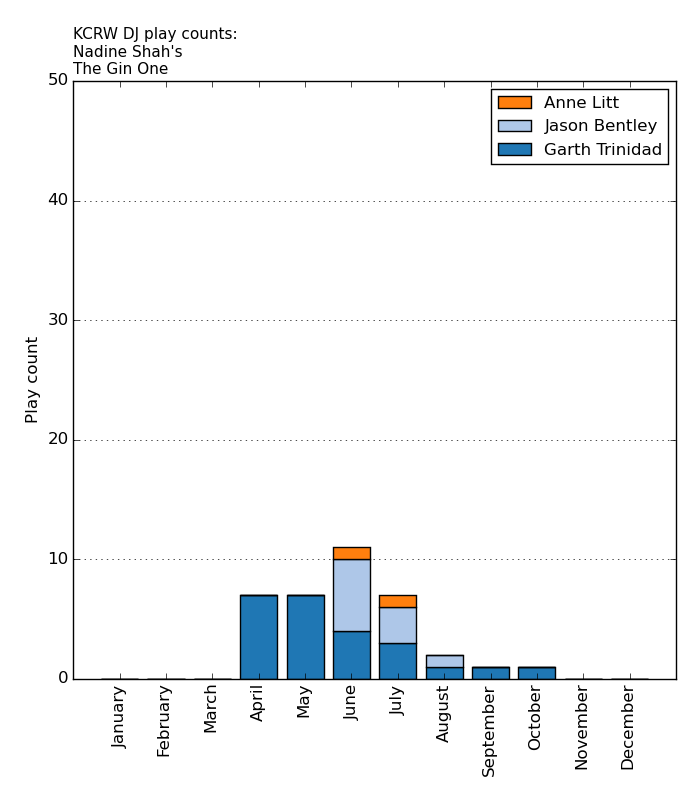 KCRW DJ play counts:
Nadine Shah's
The Gin One
50
40
30
20
10
0
Play count
Anne Litt
Jason Bentley
Garth Trinidad
January
February
March
April
May
June
July
August
September
October
November
December